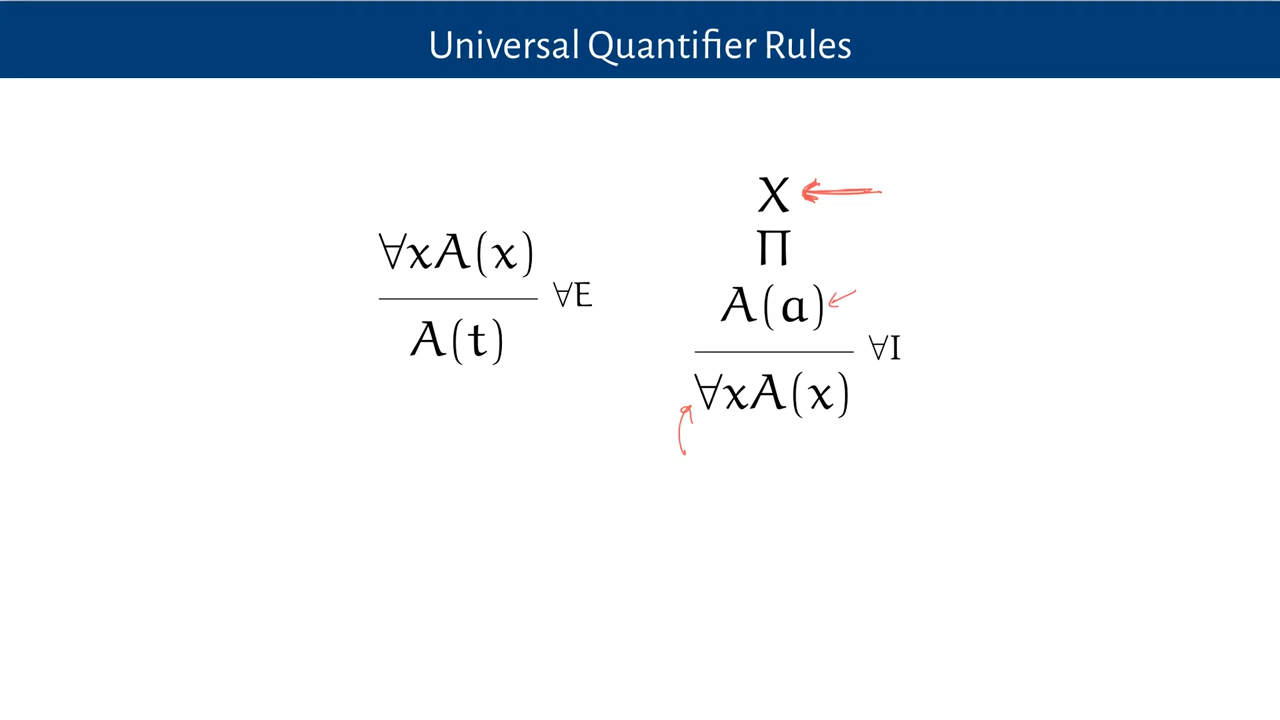 Universal Quantifier Rules
∀xA(x)
A(t)
∀E
X
Π
A(a)
∀xA(x)
∀I